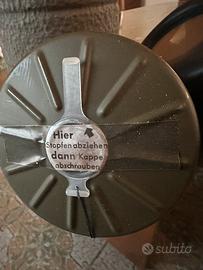 Hier
Stopfen abziehen
dann Kappe
abschrauben
subito